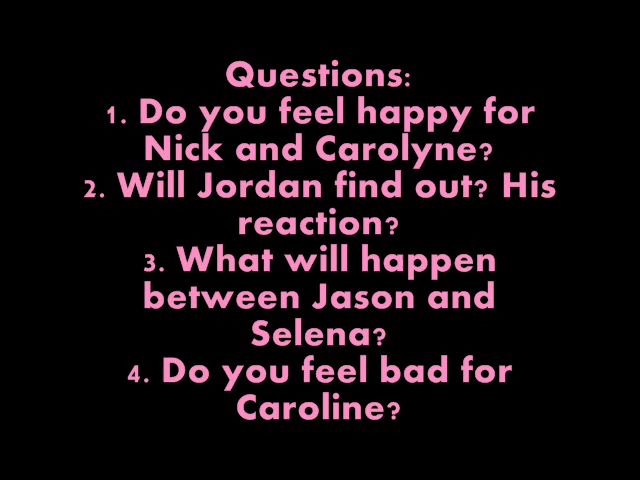 Questions:
1. Do you feel happy for
Nick and Carolyne?
2. Will Jordan find out? His
reaction?
3. What will happen
between Jason and
Selena?
4. Do you feel bad for
Caroline?